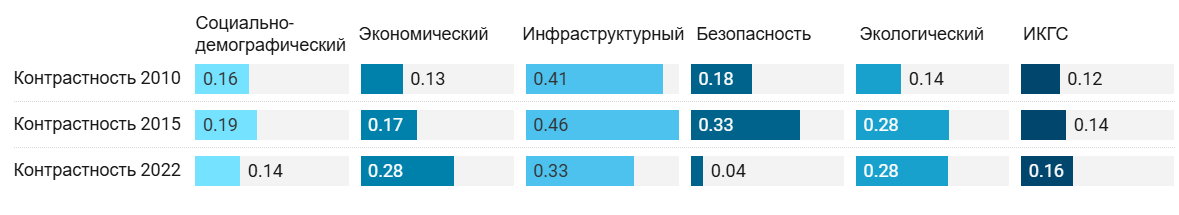 Социально-
демографический Экономический Инфраструктурный Безопасность Экологический ИКГС
Контрастность 2010 0.16 0.13 0.41 0.18 0.14 0.12
Контрастность 2015 0.19 0.17 0.46 0.33 0.28 0.14
Контрастность 2022 0.14 0.28 0.33 0.04 0.28 0.16